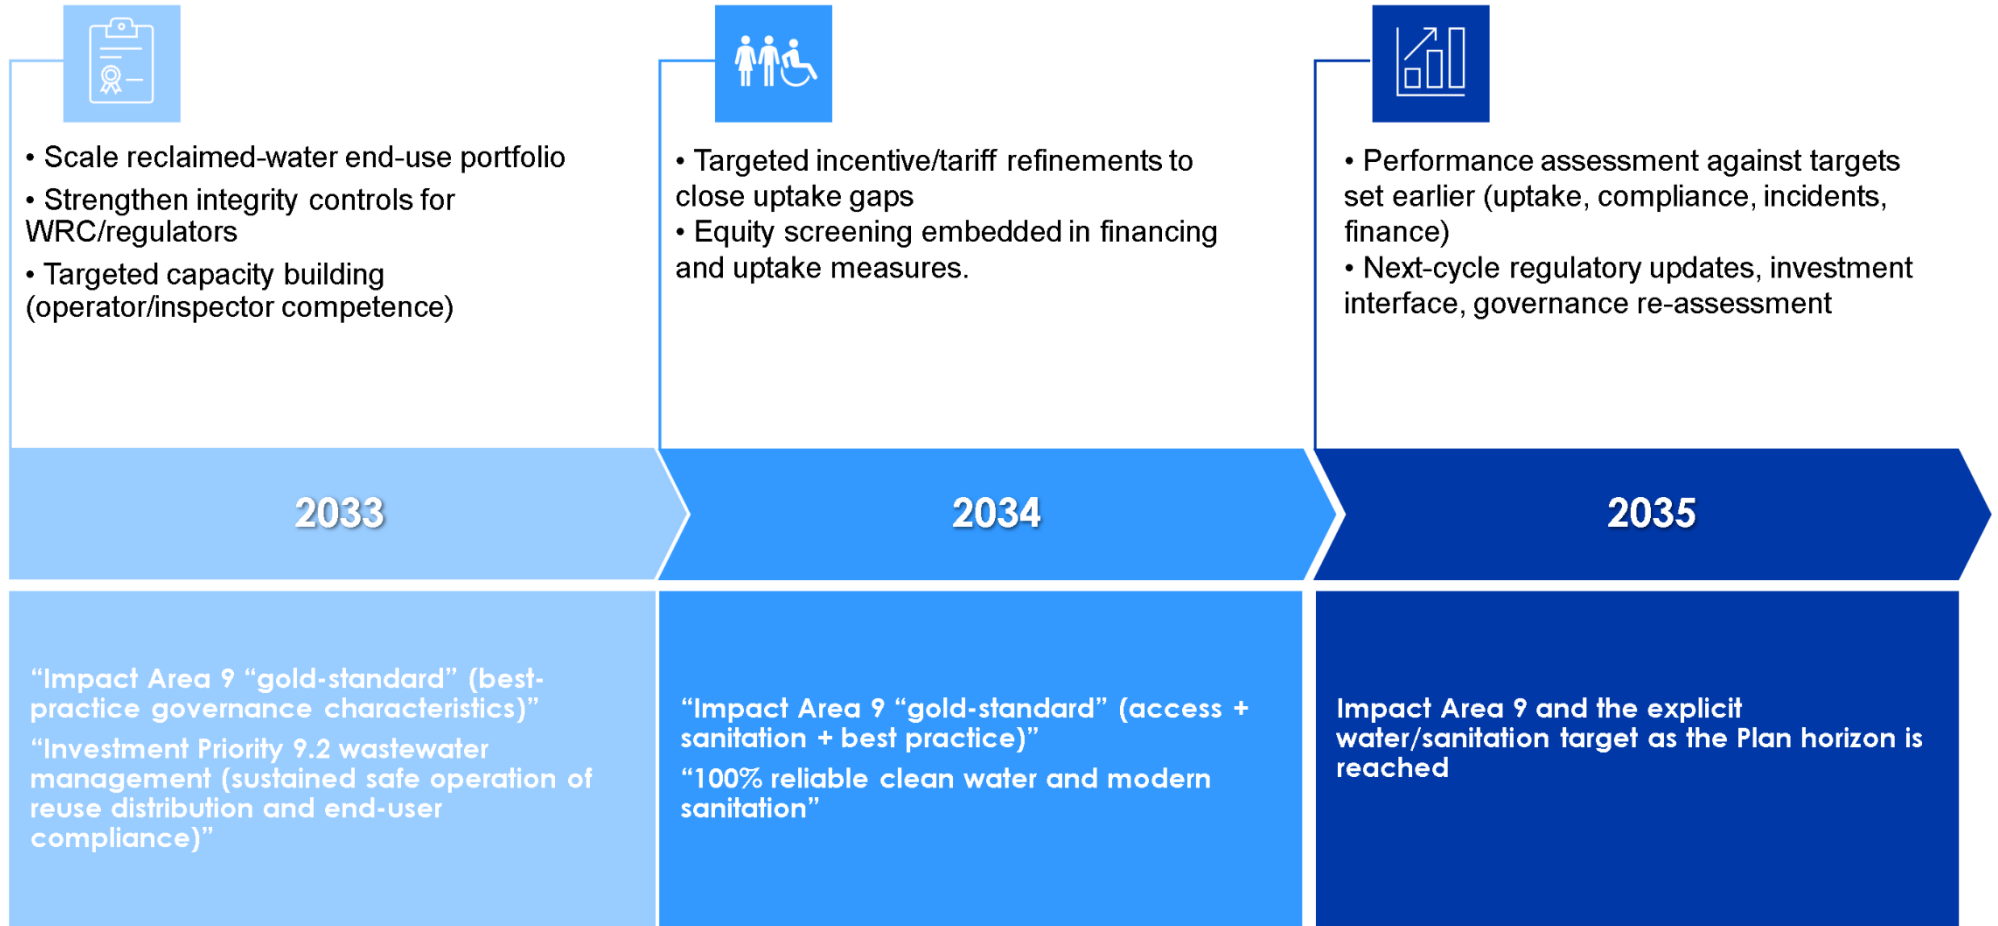 • Scale reclaimed-water end-use portfolio
• Strengthen integrity controls for
WRC/regulators
• Targeted capacity building
(operator/inspector competence)
• Targeted incentive/tariff refinements to
close uptake gaps
• Equity screening embedded in financing
and uptake measures.
• Performance assessment against targets
set earlier (uptake, compliance, incidents,
finance)
• Next-cycle regulatory updates, investment
interface, governance re-assessment
2033
2034
2035
“Impact Area 9 “gold-standard” (best-
practice governance characteristics)”
“Investment Priority 9.2 wastewater
management (sustained safe operation of
reuse distribution and end-user
compliance)”
“Impact Area 9 “gold-standard” (access +
sanitation + best practice)”
“100% reliable clean water and modern
sanitation”
Impact Area 9 and the explicit
water/sanitation target as the Plan horizon is
reached